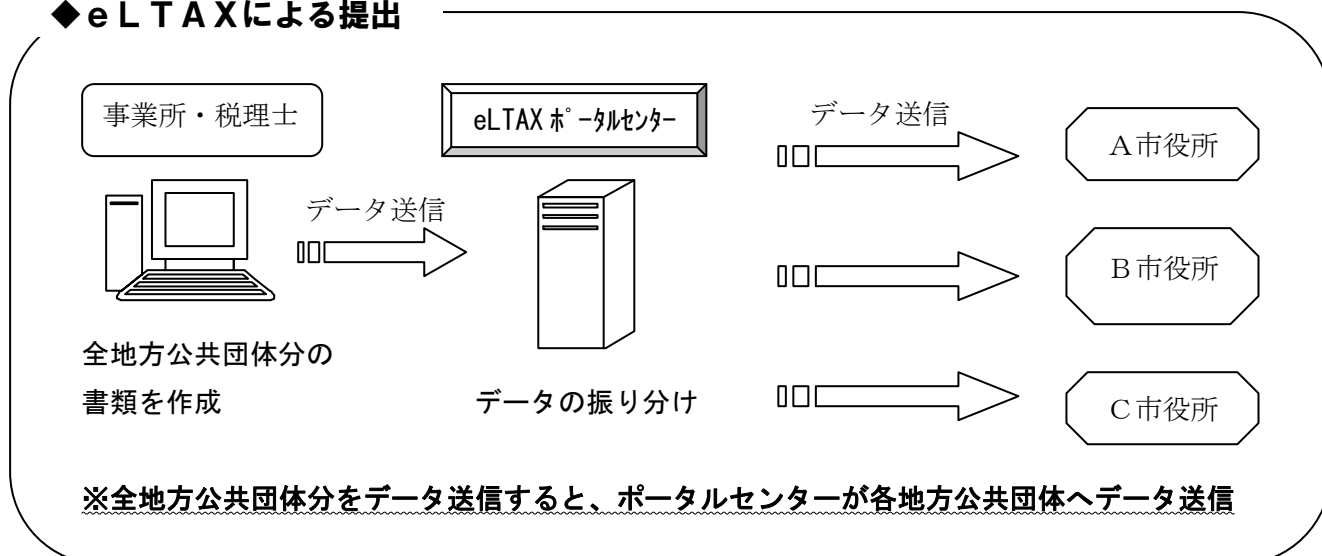 ◆eLTAXによる提出
事業所・税理士
eLTAX ﾎﾟｰﾀﾙｾﾝﾀｰ
データ送信
A市役所
データ送信
B市役所
全地方公共団体分の
書類を作成
データの振り分け
C市役所
※全地方公共団体分をデータ送信すると、ポータルセンターが各地方公共団体へデータ送信